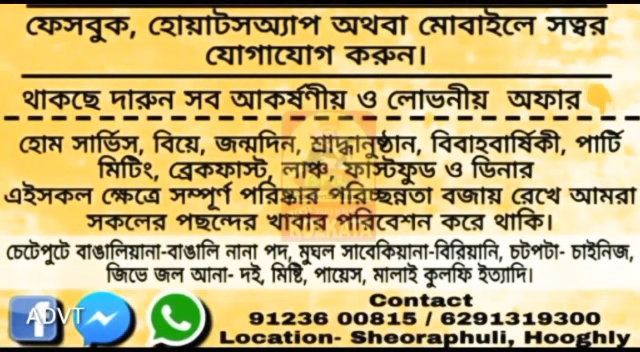 ফেসবুক, হোয়াটসঅ্যাপ অথবা মোবাইলে সত্বর
যোগাযোগ করুন।
থাকছে দারুন সব আকর্ষণীয় ও লোভনীয় অফার
হোম সার্ভিস, বিয়ে, জন্মদিন, শ্রাদ্ধানুষ্ঠান, বিবাহবার্ষিকী, পার্টি
মিটিং, ব্রেকফাস্ট, লাঞ্চ, ফাস্টফুড ও ডিনার
এইসকল ক্ষেত্রে সম্পূর্ণ পরিষ্কার পরিচ্ছন্নতা বজায় রেখে আমরা
সকলের পছন্দের খাবার পরিবেশন করে থাকি।
চেটেপুটে বাঙালিয়ানা-বাঙালি নানা পদ, মুঘল সাবেকিয়ানা-বিরিয়ানি, চটপটা- চাইনিজ,
জিভে জল আনা- দই, মিষ্টি, পায়েস, মালাই কুলফি ইত্যাদি।
Contact
91236 00815 / 6291319300
Location- Sheoraphuli, Hooghly
ADVT